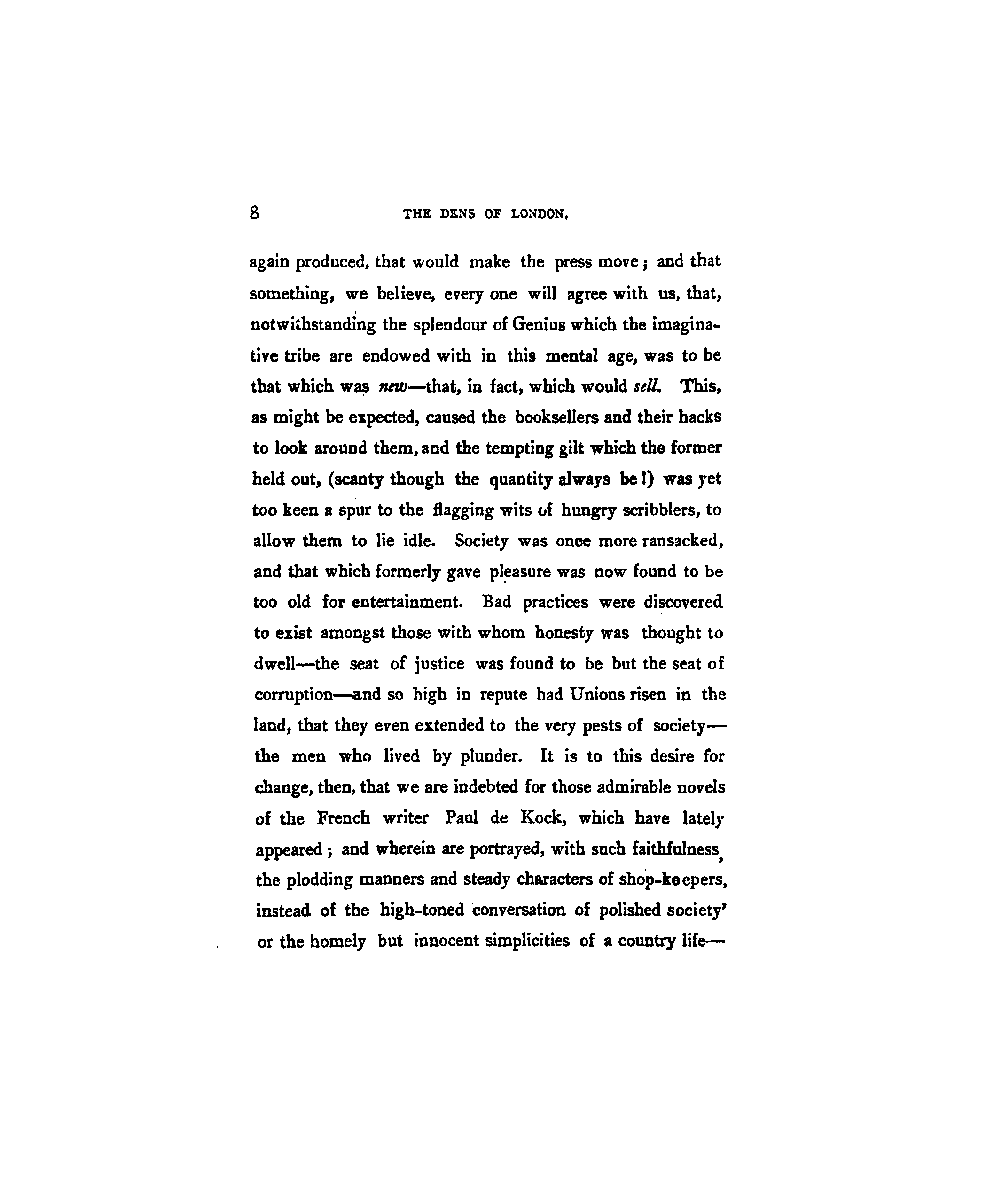 8 THE DENS OF LONDON.
again produced, that would make the press move; and that
something, we believe, every one will agree with us, that,
notwithstanding the splendour of Genius which the imagina-
tive tribe are endowed with in this mental age, was to be
that which was new—that, in fact, which would sell. This,
as might be expected, caused the booksellers and their hacks
to look around them, and the tempting gilt which the former
held out, (scanty though the quantity always be!) was yet
too keen a spur to the flagging wits of hungry scribblers, to
allow them to lie idle. Society was once more ransacked,
and that which formerly gave pleasure was now found to be
too old for entertainment. Bad practices were discovered
to exist amongst those with whom honesty was thought to
dwell—the seat of justice was found to be but the seat of
corruption—and so high in repute had Unions risen in the
land, that they even extended to the very pests of society—
the men who lived by plunder. It is to this desire for
change, then, that we are indebted for those admirable novels
of the French writer Paul de Kock, which have lately
appeared; and wherein are portrayed, with such faithfulness,
the plodding manners and steady characters of shop-keepers,
instead of the high-toned conversation of polished society'
or the homely but innocent simplicities of a country life—